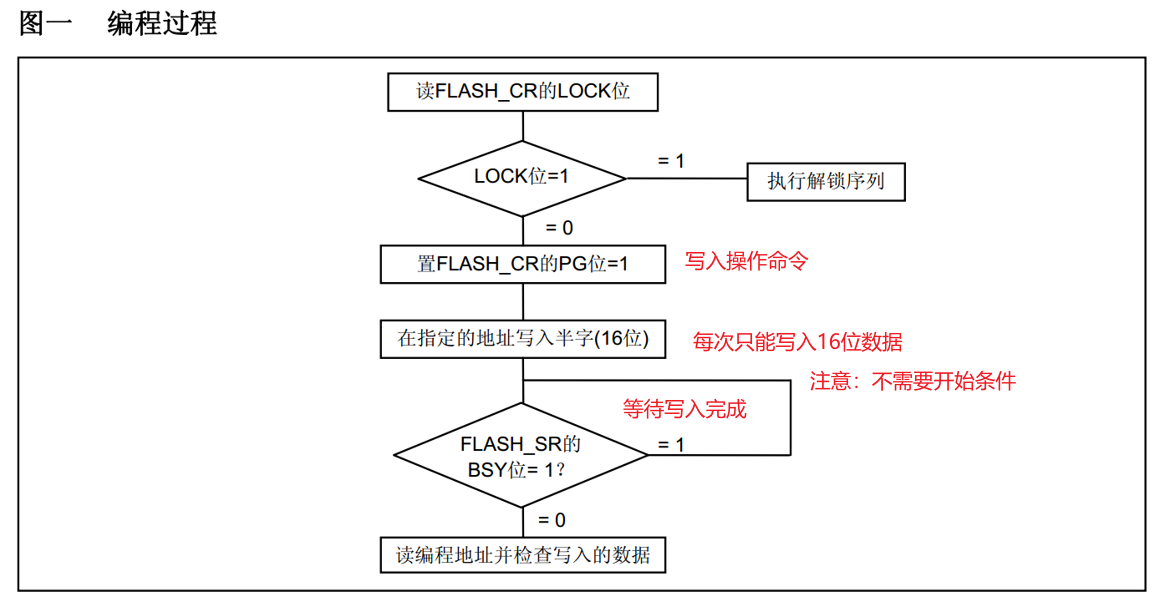 图一 编程过程
读FLASH_CR的LOCK位
LOCK位=1
= 1
执行解锁序列
= 0
置FLASH_CR的PG位=1
写入操作命令
在指定的地址写入半字(16位)
每次只能写入16位数据
注意：不需要开始条件
等待写入完成
FLASH_SR的
BSY位= 1?
= 1
= 0
读编程地址并检查写入的数据